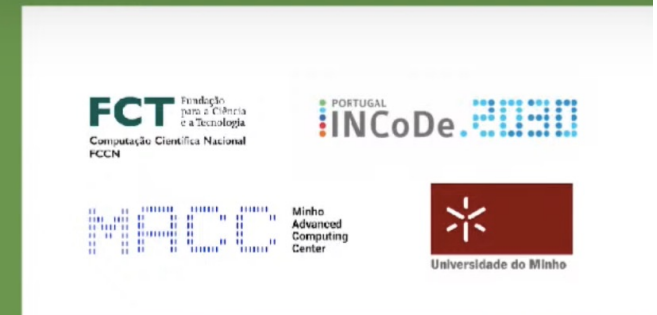 FCT Fundação
para a Ciência
e a Tecnologia
Computação Científica Nacional
FCCN
PORTUGAL
INCoDe.2030
MACC
Minho
Advanced
Computing
Center
Universidade do Minho